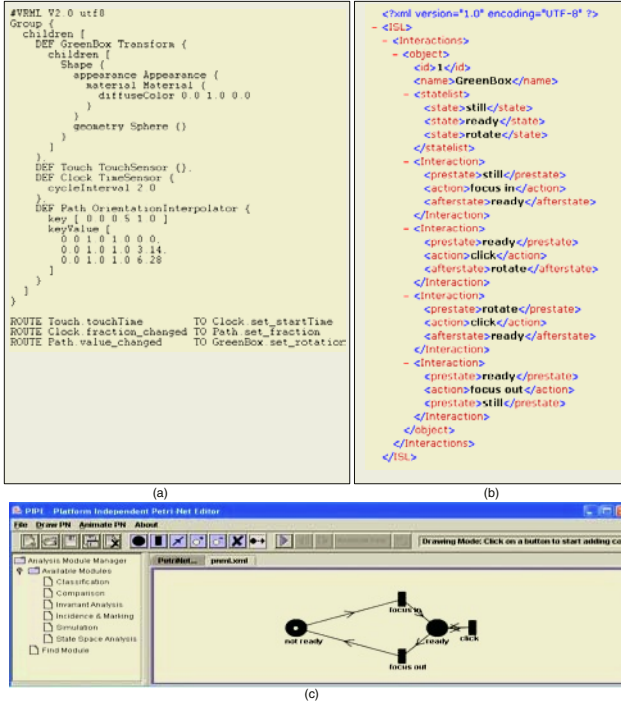 #VRML V2.0 utf8
Group {
children [
DEF GreenBox Transform {
children [
Shape {
appearance Appearance {
material Material {
diffuseColor 0.0 1.0 0.0
}
}
geometry Sphere {}
}
]
},
DEF Touch TouchSensor {},
DEF Clock TimeSensor {
cycleInterval 2.0
},
DEF Path OrientationInterpolator {
key [ 0.0 0.5 1.0 ]
keyValue [
0.0 1.0 1.0 0.0,
0.0 1.0 1.0 3.14,
0.0 1.0 1.0 6.28
]
}
]
}
ROUTE Touch.touchTime TO Clock.set_startTime
ROUTE Clock.fraction_changed TO Path.set_fraction
ROUTE Path.value_changed TO GreenBox.set_rotation
(a)
<?xml version="1.0" encoding="UTF-8" ?>
- <ISL>
- <Interactions>
- <object>
<id>1</id>
<name>GreenBox</name>
- <statelist>
<state>still</state>
<state>ready</state>
<state>rotate</state>
</statelist>
- <Interaction>
<prestate>still</prestate>
<action>focus in</action>
<afterstate>ready</afterstate>
</Interaction>
- <Interaction>
<prestate>ready</prestate>
<action>click</action>
<afterstate>rotate</afterstate>
</Interaction>
- <Interaction>
<prestate>rotate</prestate>
<action>click</action>
<afterstate>ready</afterstate>
</Interaction>
- <Interaction>
<prestate>ready</prestate>
<action>focus out</action>
<prestate>still</prestate>
</Interaction>
</object>
</Interactions>
</ISL>
(b)
PIPE - Platform Independent Petri-Net Editor
File Draw PN Animate PN About
Drawing Mode: Click on a button to start adding co
Analysis Module Manager
Available Modules
Classification
Comparison
Invariant Analysis
Incidence & Marking
Simulation
State Space Analysis
Find Module
PetriNet...
pneml.xml
focus in
not ready
ready
click
focus out
(c)